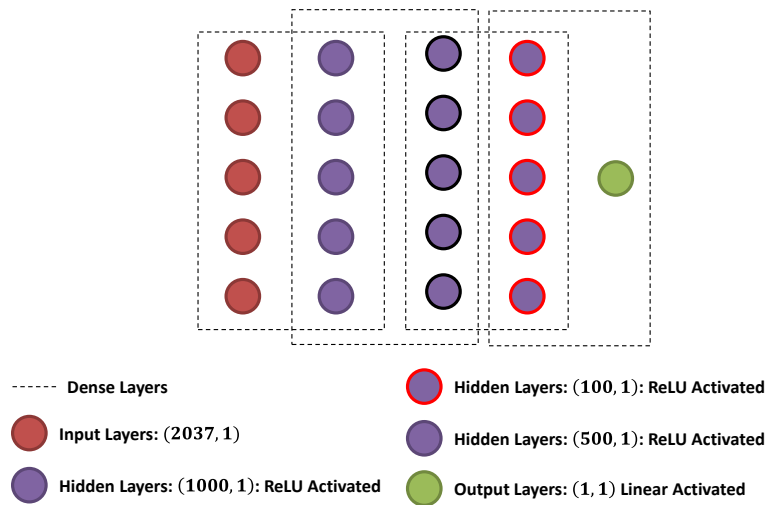 Dense Layers
Input Layers: (2037, 1)
Hidden Layers: (1000, 1): ReLU Activated
Hidden Layers: (100, 1): ReLU Activated
Hidden Layers: (500, 1): ReLU Activated
Output Layers: (1, 1) Linear Activated